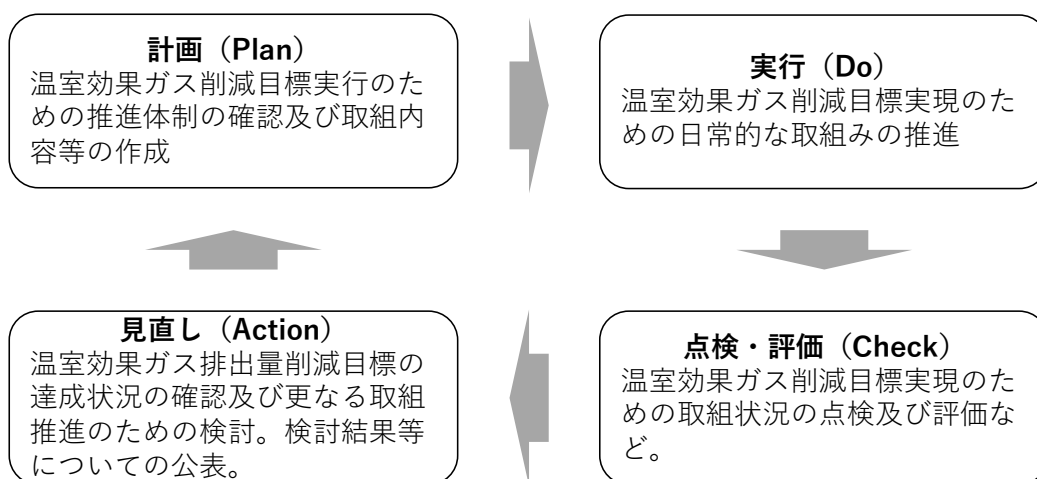 計画（Plan）
温室効果ガス削減目標実行のた
めの推進体制の確認及び取組内
容等の作成
実行（Do）
温室効果ガス削減目標実現のた
めの日常的な取組みの推進
見直し（Action）
温室効果ガス排出量削減目標の
達成状況の確認及び更なる取組
推進のための検討。検討結果等
についての公表。
点検・評価（Check）
温室効果ガス削減目標実現のた
めの取組状況の点検及び評価な
ど。